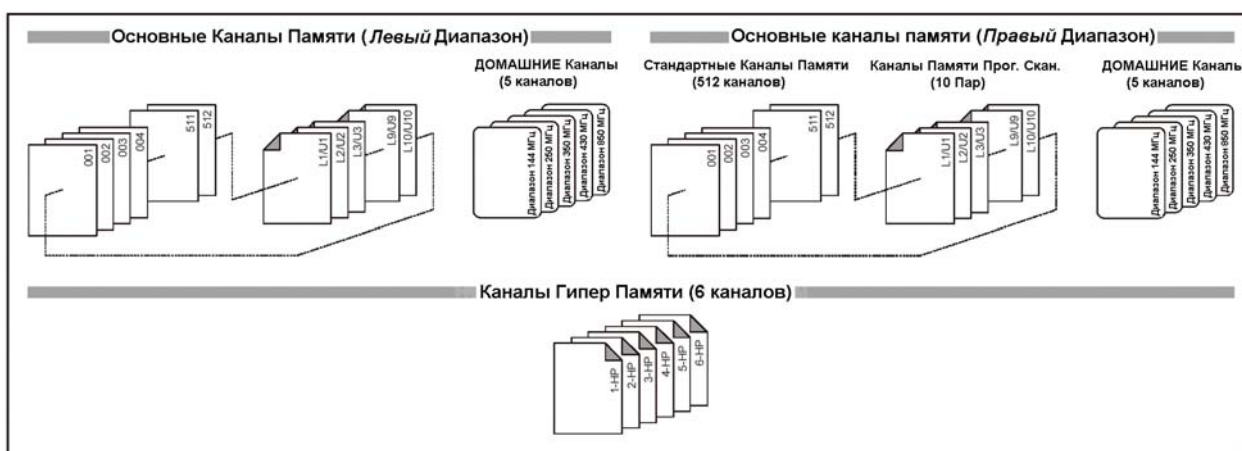 Основные Каналы Памяти (Левый Диапазон)
ДОМАШНИЕ Каналы
(5 каналов)
001
002
003
004
511
512
L1/U1
L2/U2
L3/U3
L9/U9
L10/U10
Диапазон 144 МГц
Диапазон 250 МГц
Диапазон 350 МГц
Диапазон 430 МГц
Диапазон 850 МГц
Основные каналы памяти (Правый Диапазон)
Стандартные Каналы Памяти
(512 каналов)
Каналы Памяти Прог. Скан.
(10 Пар)
ДОМАШНИЕ Каналы
(5 каналов)
001
002
003
004
511
512
L1/U1
L2/U2
L3/U3
L9/U9
L10/U10
Диапазон 144 МГц
Диапазон 250 МГц
Диапазон 350 МГц
Диапазон 430 МГц
Диапазон 850 МГц
Каналы Гипер Памяти (6 каналов)
1-HP
2-HP
3-HP
4-HP
5-HP
6-HP